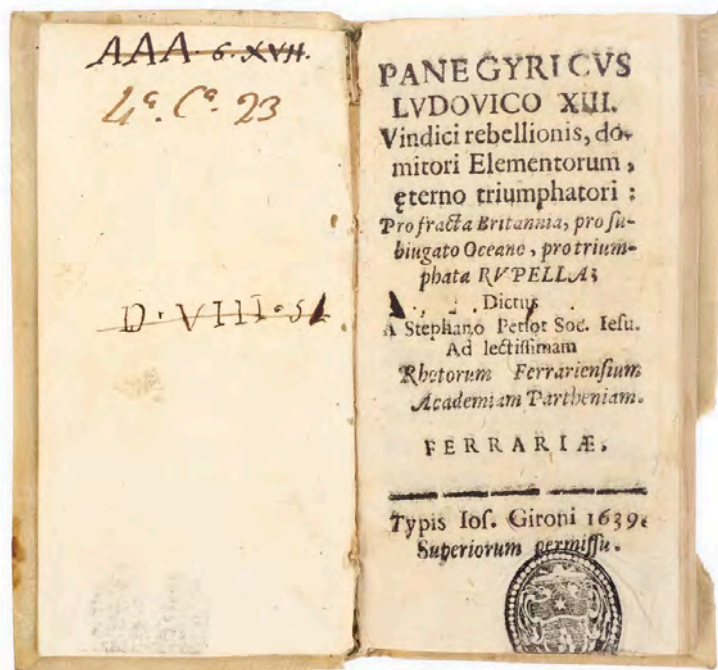 AAA. 6. XVII.
4ª. Cª. 23
D. VIII. 5
PANEGYRICVS
LVDOVICO XIII.
Vindici rebellionis, do-
mitori Elementorum,
ęterno triumphatori:
Pro fracta Britannia, pro su-
biugato Oceano, pro trium-
phata RVPELLA;
Dictus
A Stephano Petiot Soc. Iesu.
Ad lectissimam
Rhetorum Ferrariensium
Academiam Partheniam.
FERRARIÆ,
Typis Ios. Gironi 1639.
Superiorum permissu.